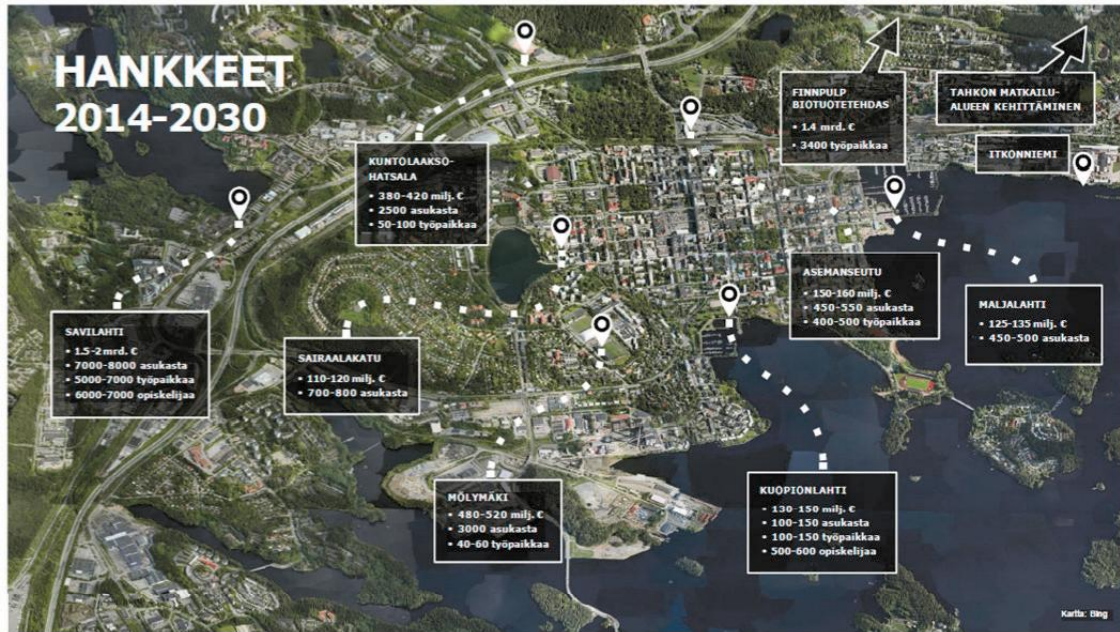 HANKKEET
2014-2030
FINNPULP
BIOTUOTETEHDAS
• 1.4 mrd. €
• 3400 työpaikkaa
TAHKON MATKAILU-
ALUEEN KEHITTÄMINEN
ITKONNIEMI
KUNTOLAAKSO-
HATSALA
• 380-420 milj. €
• 2500 asukasta
• 50-100 työpaikkaa
ASEMANSEUTU
• 150-160 milj. €
• 450-550 asukasta
• 400-500 työpaikkaa
MALJALAHTI
• 125-135 milj. €
• 450-500 asukasta
SAVILAHTI
• 1.5-2 mrd. €
• 7000-8000 asukasta
• 5000-7000 työpaikkaa
• 6000-7000 opiskelijaa
SAIRAALAKATU
• 110-120 milj. €
• 700-800 asukasta
MÖLYMÄKI
• 480-520 milj. €
• 3000 asukasta
• 40-60 työpaikkaa
KUOPIONLAHTI
• 130-150 milj. €
• 100-150 asukasta
• 100-150 työpaikkaa
• 500-600 opiskelijaa
Kartta: Bing